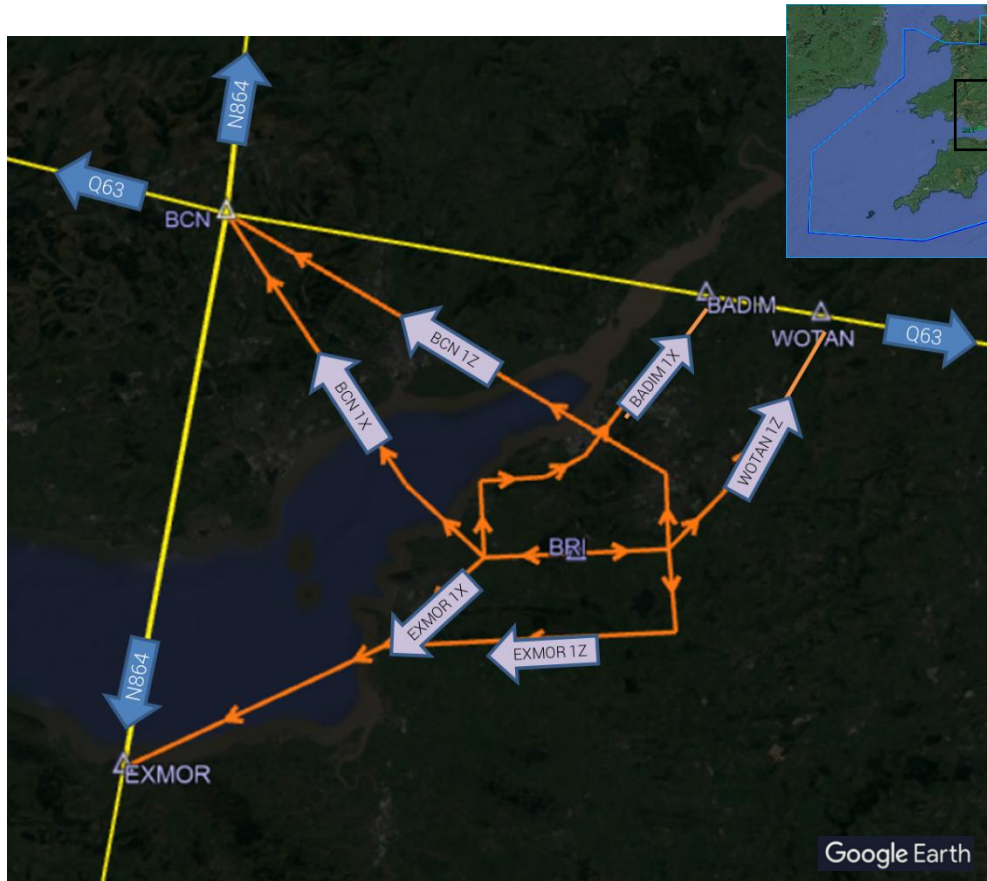 N864
Q63
BCN
BADIM
WOTAN
Q63
BCN 1Z
BADIM 1X
BCN 1X
WOTAN 1Z
BRI
EXMOR 1X
EXMOR 1Z
N864
EXMOR
Google Earth